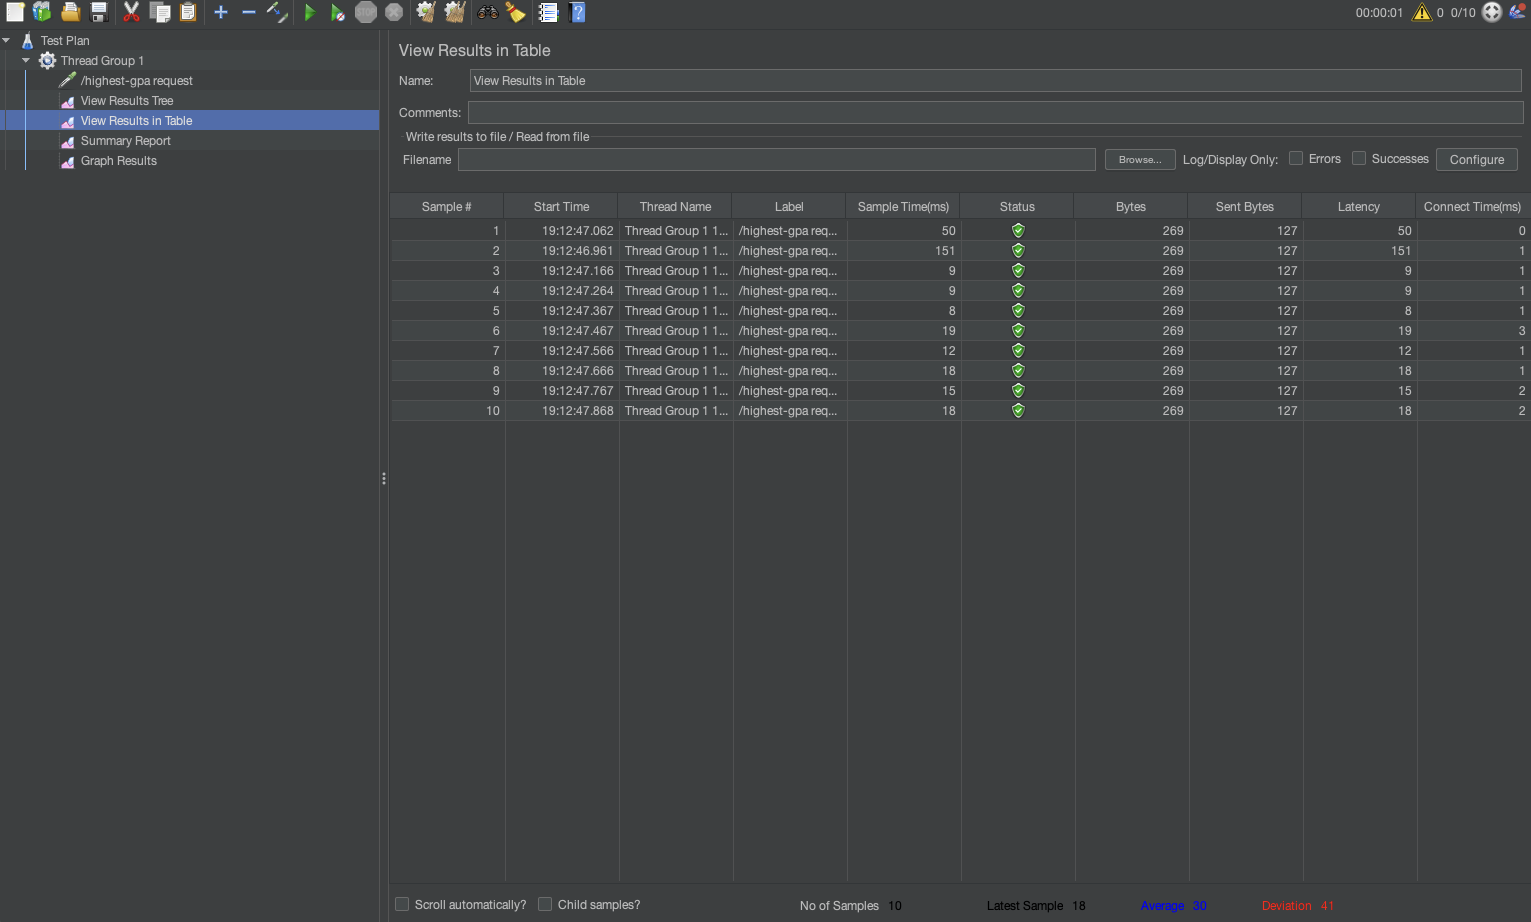 00:00:01 0 0/10
Test Plan
Thread Group 1
/highest-gpa request
View Results Tree
View Results in Table
Summary Report
Graph Results
View Results in Table
Name: View Results in Table
Comments:
Write results to file / Read from file
Filename Browse... Log/Display Only: Errors Successes Configure
Sample # Start Time Thread Name Label Sample Time(ms) Status Bytes Sent Bytes Latency Connect Time(ms)
1 19:12:47.062 Thread Group 1 1... /highest-gpa req... 50 269 127 50 0
2 19:12:46.961 Thread Group 1 1... /highest-gpa req... 151 269 127 151 1
3 19:12:47.166 Thread Group 1 1... /highest-gpa req... 9 269 127 9 1
4 19:12:47.264 Thread Group 1 1... /highest-gpa req... 9 269 127 9 1
5 19:12:47.367 Thread Group 1 1... /highest-gpa req... 8 269 127 8 1
6 19:12:47.467 Thread Group 1 1... /highest-gpa req... 19 269 127 19 3
7 19:12:47.566 Thread Group 1 1... /highest-gpa req... 12 269 127 12 1
8 19:12:47.666 Thread Group 1 1... /highest-gpa req... 18 269 127 18 1
9 19:12:47.767 Thread Group 1 1... /highest-gpa req... 15 269 127 15 2
10 19:12:47.868 Thread Group 1 1... /highest-gpa req... 18 269 127 18 2
Scroll automatically? Child samples? No of Samples 10 Latest Sample 18 Average 30 Deviation 41